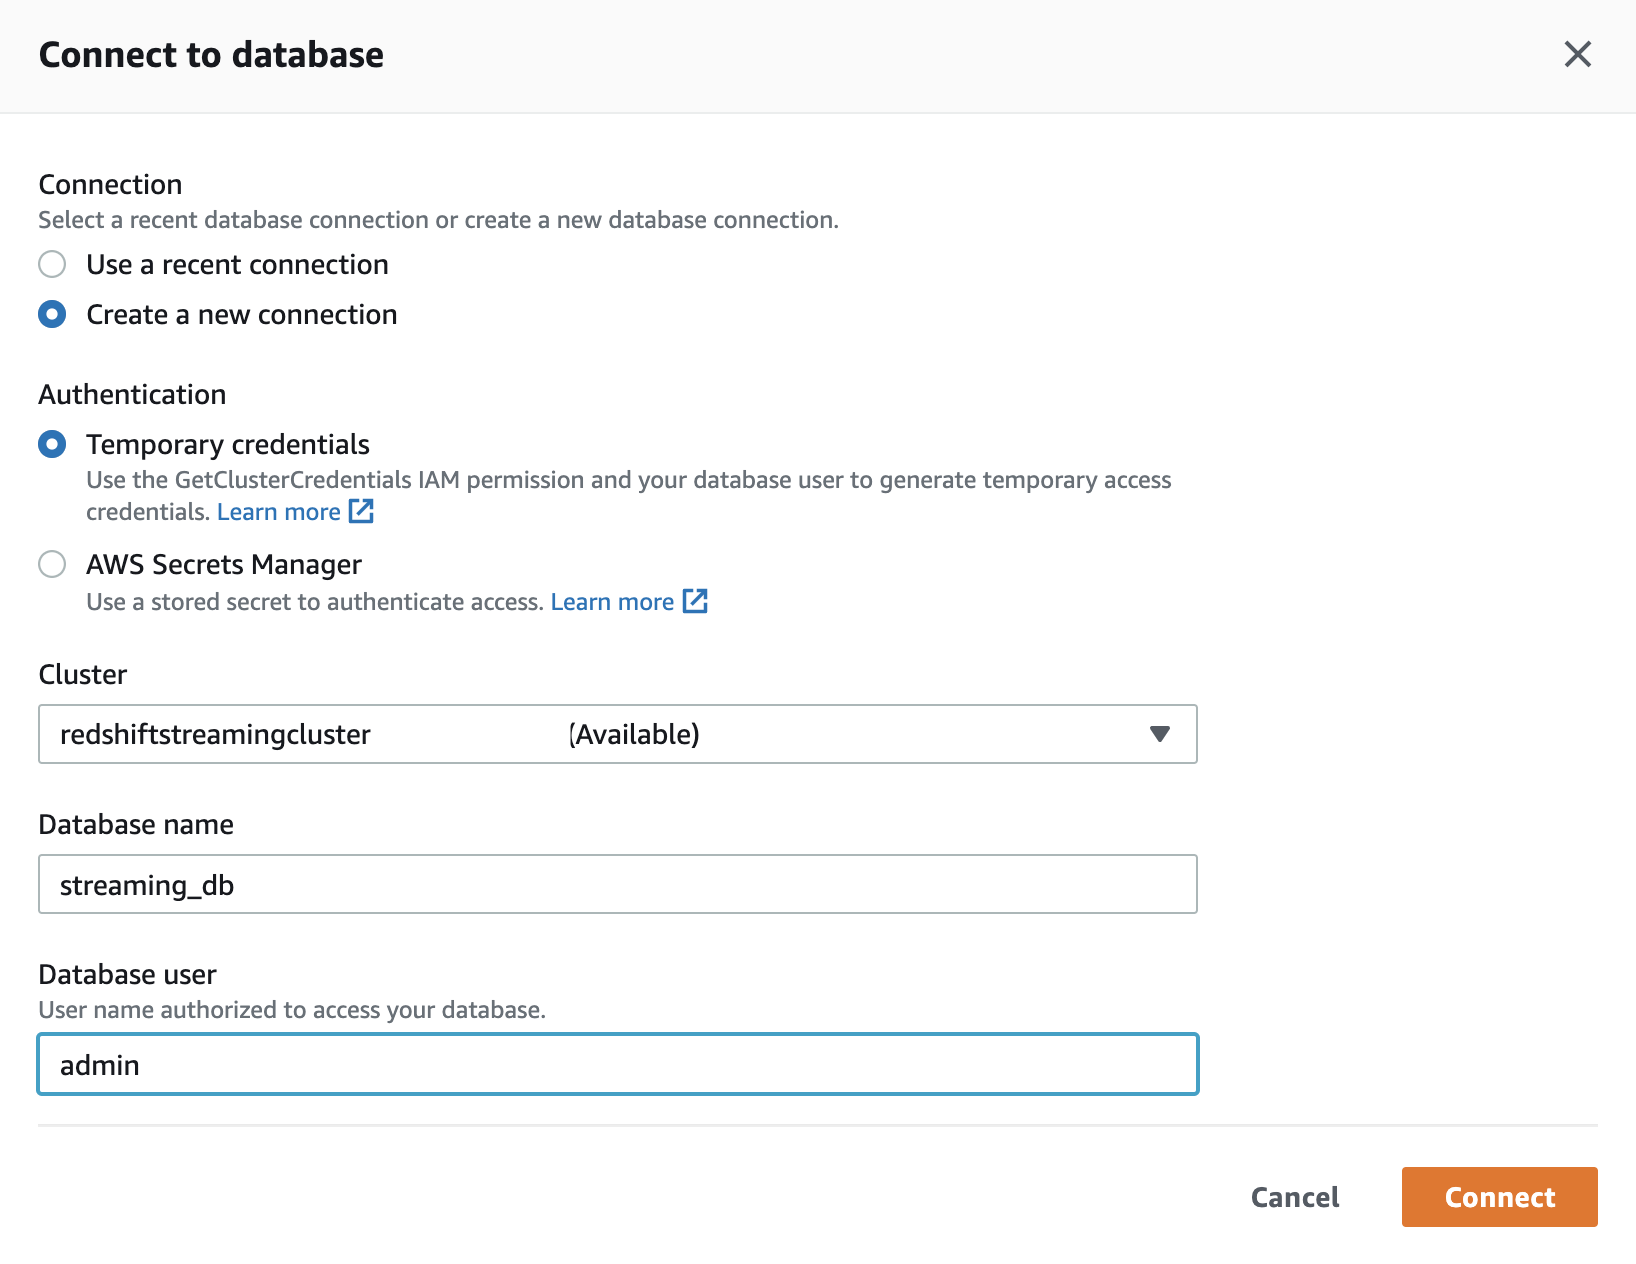 Connect to database
Connection
Select a recent database connection or create a new database connection.
Use a recent connection
Create a new connection
Authentication
Temporary credentials
Use the GetClusterCredentials IAM permission and your database user to generate temporary access
credentials. Learn more
AWS Secrets Manager
Use a stored secret to authenticate access. Learn more
Cluster
redshiftstreamingcluster (Available)
Database name
streaming_db
Database user
User name authorized to access your database.
admin
Cancel Connect